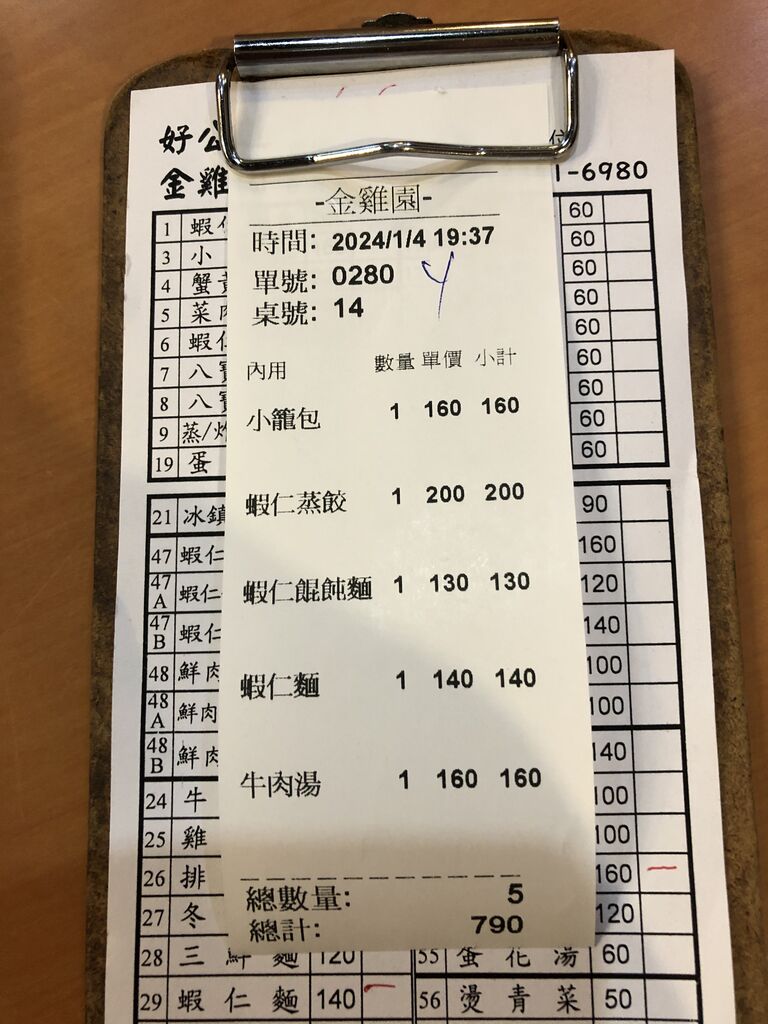 好公
位
金雞
1-6980
-金雞園-
時間: 2024/1/4 19:37
單號: 0280
桌號: 14
內用 數量 單價 小計
小籠包 1 160 160
蝦仁蒸餃 1 200 200
蝦仁餛飩麵 1 130 130
蝦仁麵 1 140 140
牛肉湯 1 160 160
總數量: 5
總計: 790
1 蝦仁 60
3 小 60
4 蟹黃 60
5 菜肉 60
6 蝦仁 60
7 八寶 60
8 八寶 60
9 蒸/炸 60
19 蛋 60
21 冰鎮 90
47 蝦仁 160
47A 蝦仁 120
47B 蝦仁 140
48 鮮肉 100
48A 鮮肉 100
48B 鮮肉 140
24 牛 100
25 雞 100
26 排 160
27 冬 120
28 三鮮麵 120 55 蛋花湯 60
29 蝦仁麵 140 56 燙青菜 50